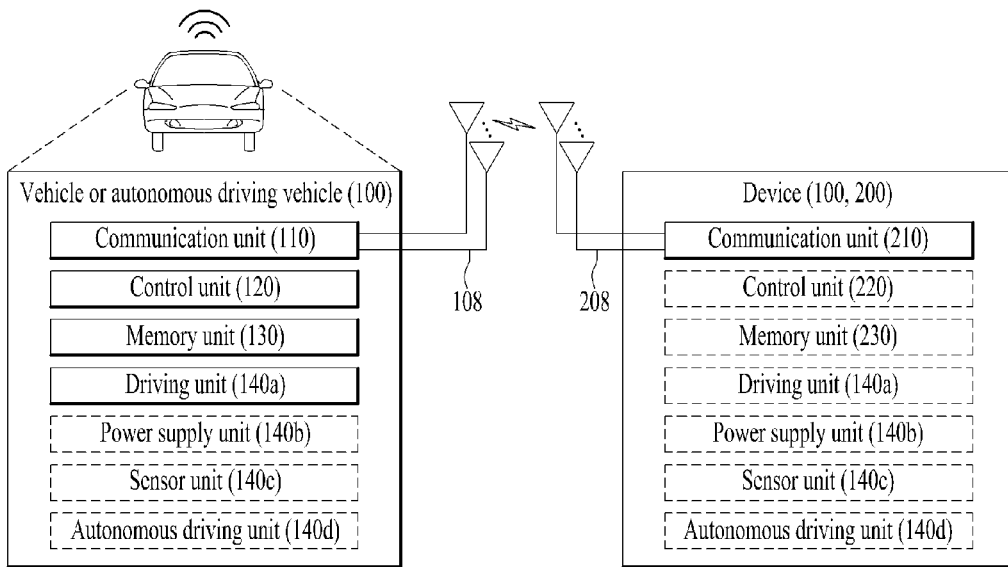 Vehicle or autonomous driving vehicle (100)
Communication unit (110)
Control unit (120)
Memory unit (130)
Driving unit (140a)
Power supply unit (140b)
Sensor unit (140c)
Autonomous driving unit (140d)
108
208
Device (100, 200)
Communication unit (210)
Control unit (220)
Memory unit (230)
Driving unit (140a)
Power supply unit (140b)
Sensor unit (140c)
Autonomous driving unit (140d)